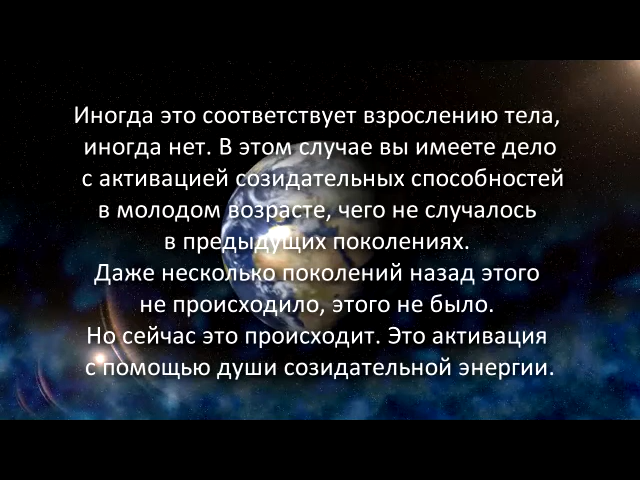 Иногда это соответствует взрослению тела,
иногда нет. В этом случае вы имеете дело
с активацией созидательных способностей
в молодом возрасте, чего не случалось
в предыдущих поколениях.
Даже несколько поколений назад этого
не происходило, этого не было.
Но сейчас это происходит. Это активация
с помощью души созидательной энергии.